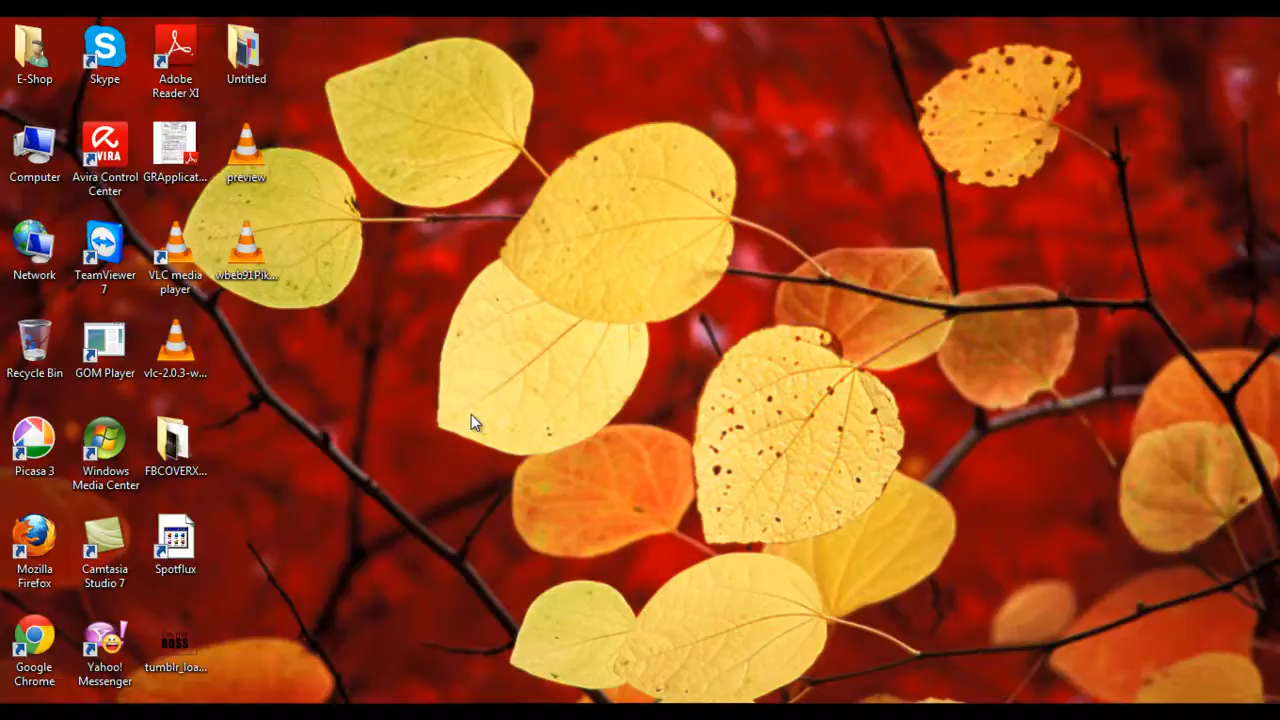 E-Shop
Skype
Adobe
Reader XI
Untitled
Computer
AVIRA
Avira Control
Center
GRApplicat...
preview
Network
TeamViewer
7
VLC media
player
wbeb91Pik...
Recycle Bin
GOM Player
vlc-2.0.3-w...
Picasa 3
Windows
Media Center
FBCOVERX...
Mozilla
Firefox
Camtasia
Studio 7
Spotflux
BOSS
Google
Chrome
Yahoo!
Messenger
tumblr_loa...